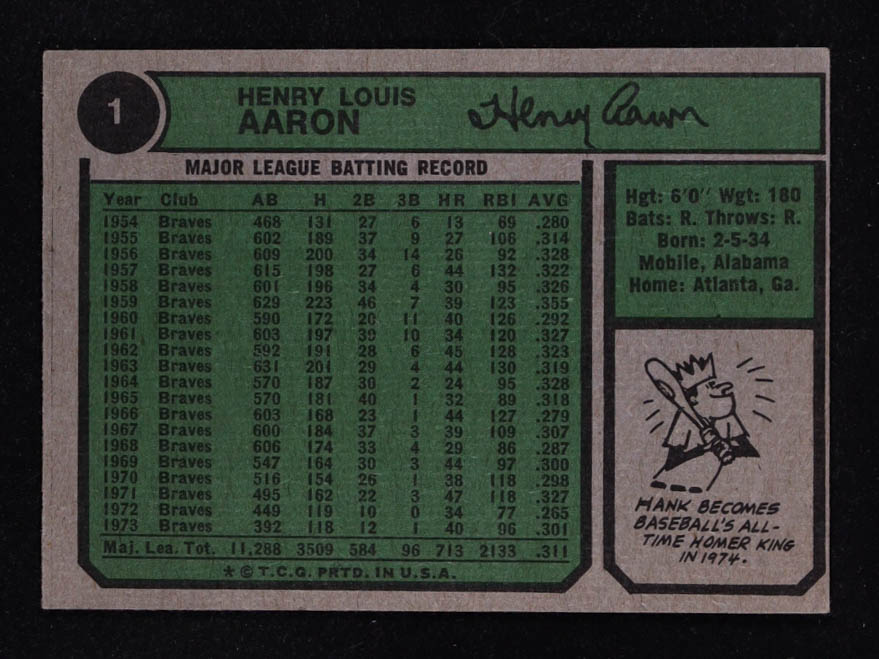 1
HENRY LOUIS
AARON
Henry Aaron
MAJOR LEAGUE BATTING RECORD
Year Club AB H 2B 3B HR RBI AVG
1954 Braves 468 131 27 6 13 69 .280
1955 Braves 602 189 37 9 27 106 .314
1956 Braves 609 200 34 14 26 92 .328
1957 Braves 615 198 27 6 44 132 .322
1958 Braves 601 196 34 4 30 95 .326
1959 Braves 629 223 46 7 39 123 .355
1960 Braves 590 172 20 11 40 126 .292
1961 Braves 603 197 39 10 34 120 .327
1962 Braves 592 191 28 6 45 128 .323
1963 Braves 631 201 29 4 44 130 .319
1964 Braves 570 187 30 2 24 95 .328
1965 Braves 570 181 40 1 32 89 .318
1966 Braves 603 168 23 1 44 127 .279
1967 Braves 600 184 37 3 39 109 .307
1968 Braves 606 174 33 4 29 86 .287
1969 Braves 547 164 30 3 44 97 .300
1970 Braves 516 154 26 1 38 118 .298
1971 Braves 495 162 22 3 47 118 .327
1972 Braves 449 119 10 0 34 77 .265
1973 Braves 392 118 12 1 40 96 .301
Maj. Lea. Tot. 11,288 3509 584 96 713 2133 .311
* © T.C.G. PRTD. IN U.S.A.
Hgt: 6'0" Wgt: 180
Bats: R. Throws: R.
Born: 2-5-34
Mobile, Alabama
Home: Atlanta, Ga.
HANK BECOMES
BASEBALL'S ALL-
TIME HOMER KING
IN 1974.